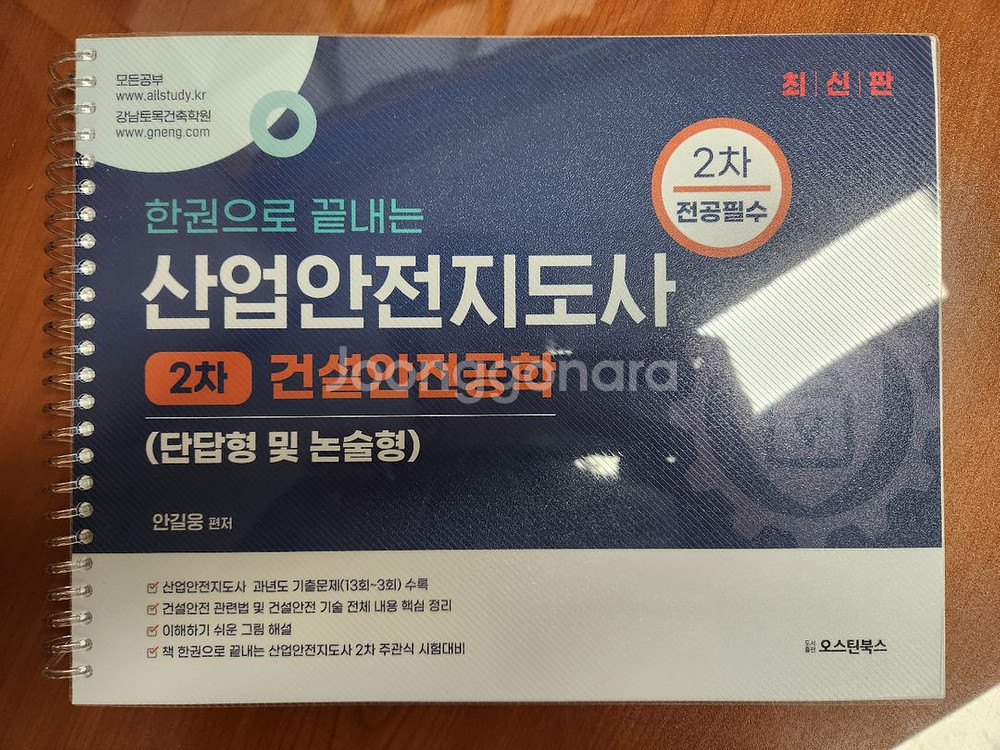 모든공부
www.allstudy.kr
강남토목건축학원
www.gneng.com
최|신|판
2차
전공필수
한권으로 끝내는
산업안전지도사
2차 건설안전공학
Joonggonara
(단답형 및 논술형)
안길웅 편저
산업안전지도사 과년도 기출문제(13회~3회) 수록
건설안전 관련법 및 건설안전 기술 전체 내용 핵심 정리
이해하기 쉬운 그림 해설
책 한권으로 끝내는 산업안전지도사 2차 주관식 시험대비
도서출판 오스틴북스